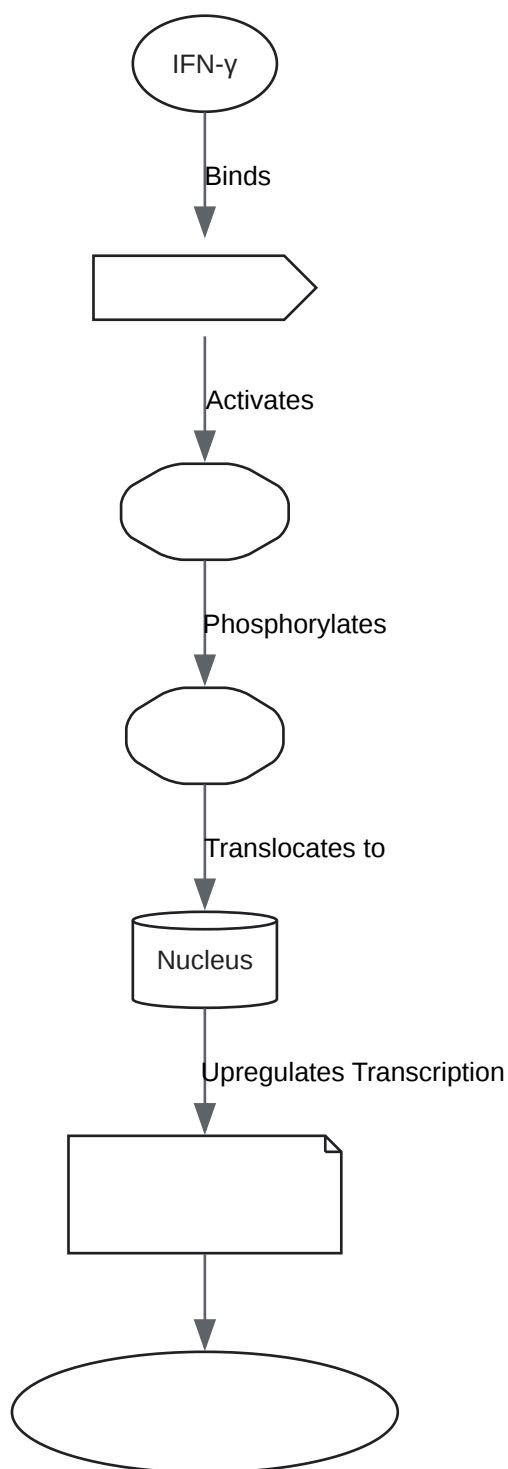 IFN-γ
Binds
Activates
Phosphorylates
Translocates to
Nucleus
Upregulates Transcription